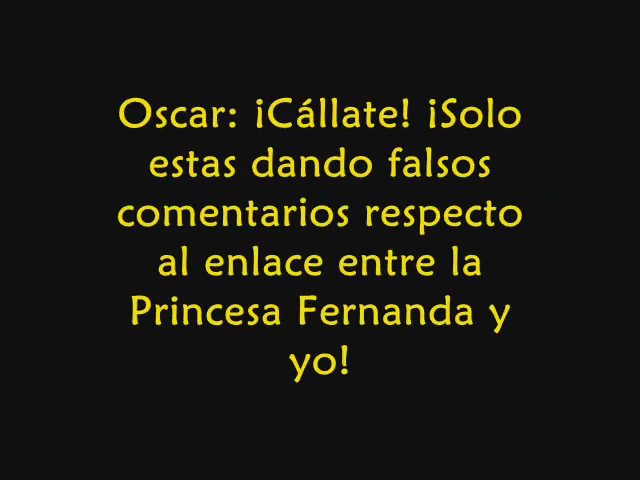 Oscar: ¡Cállate! ¡Solo
estas dando falsos
comentarios respecto
al enlace entre la
Princesa Fernanda y
yo!